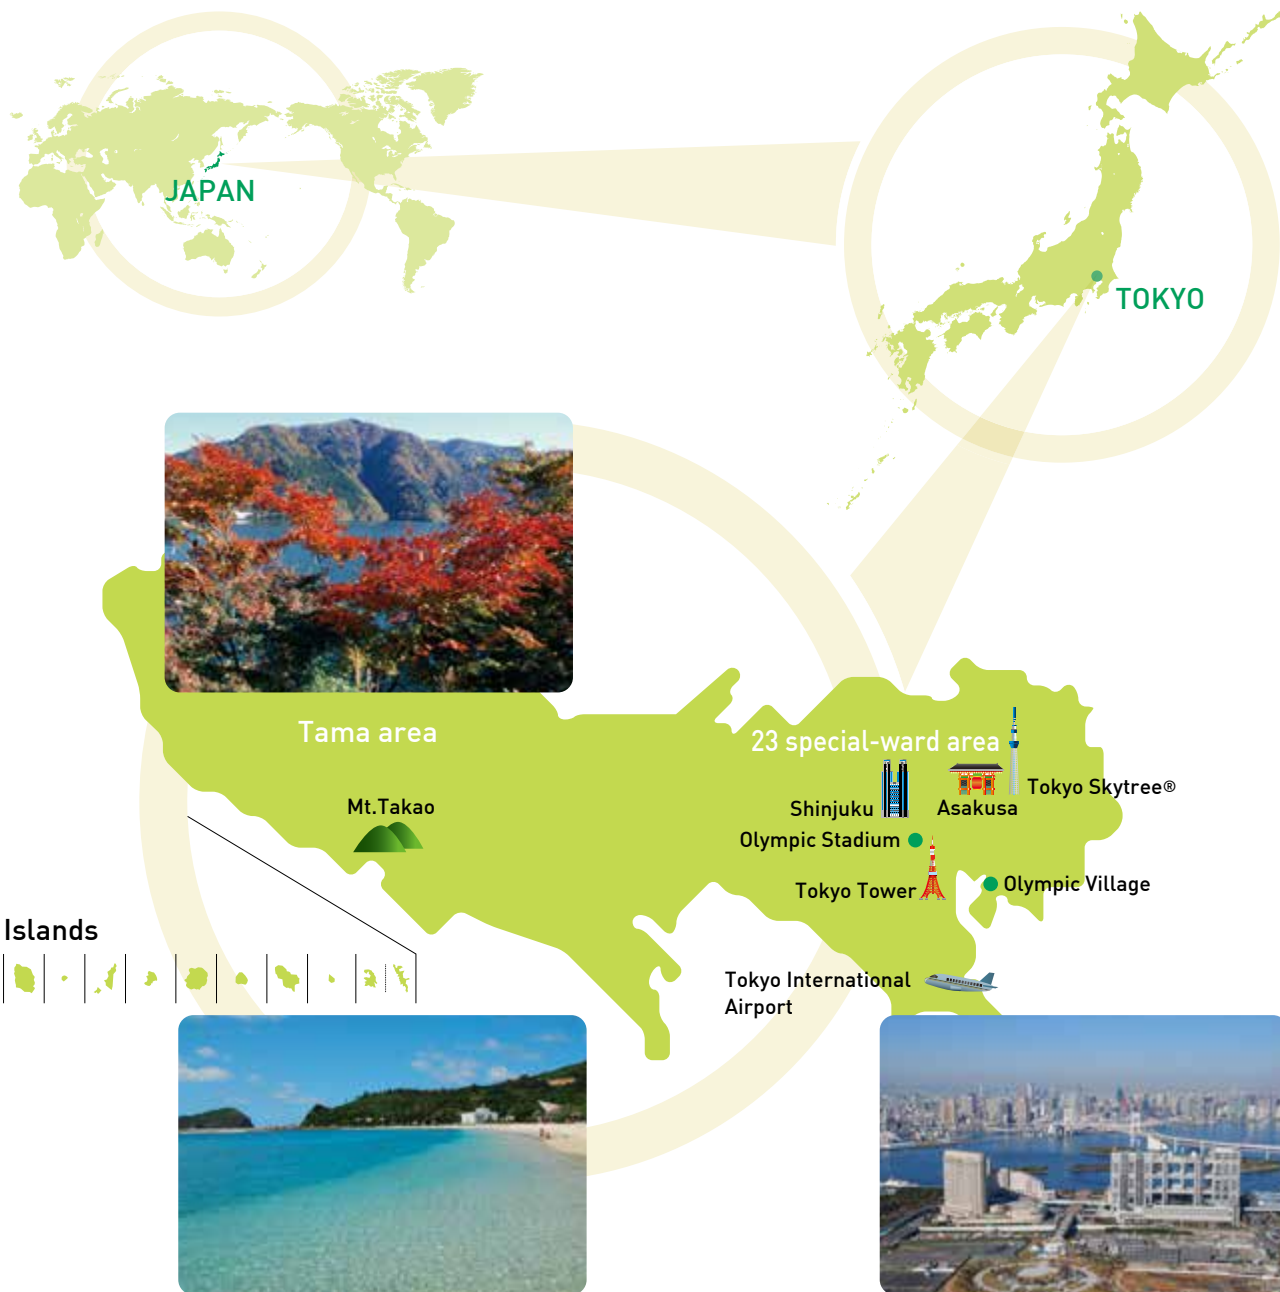 JAPAN
TOKYO
Tama area
23 special-ward area
Mt.Takao
Shinjuku
Asakusa
Tokyo Skytree®
Olympic Stadium
Tokyo Tower
Olympic Village
Islands
Tokyo International
Airport